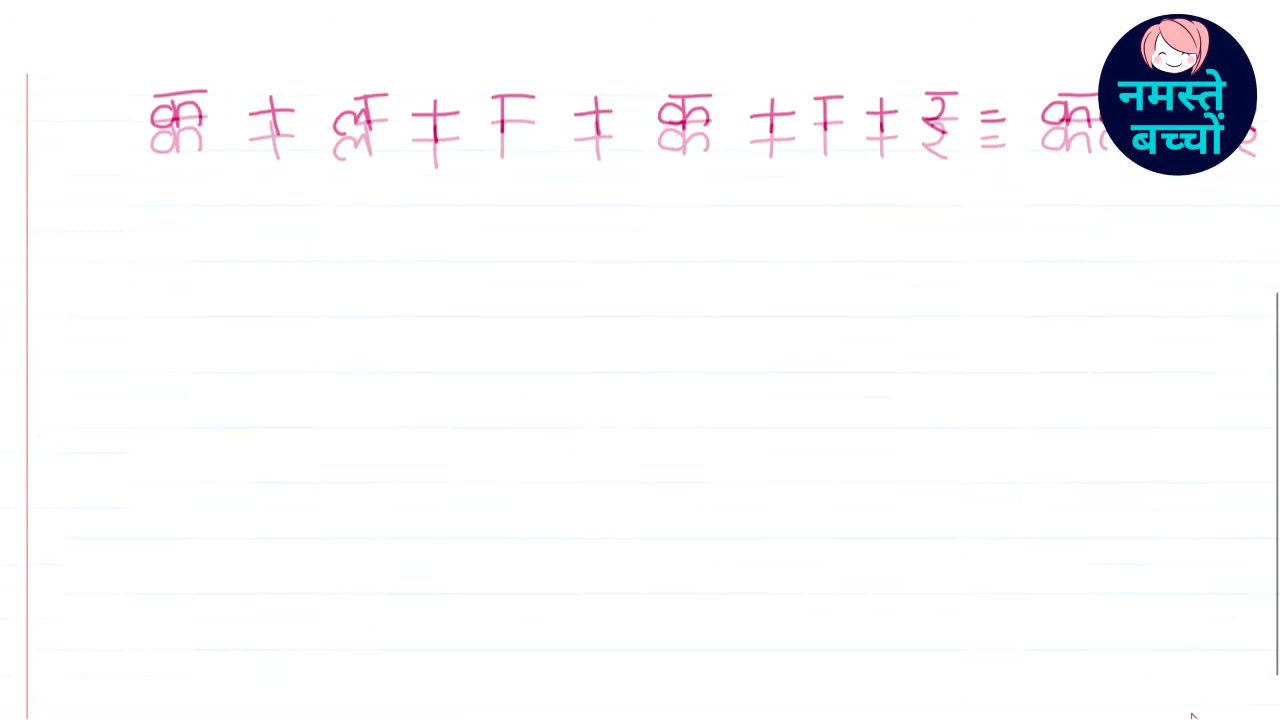 क + ल + ा + क + ा + र =
नमस्ते
बच्चों